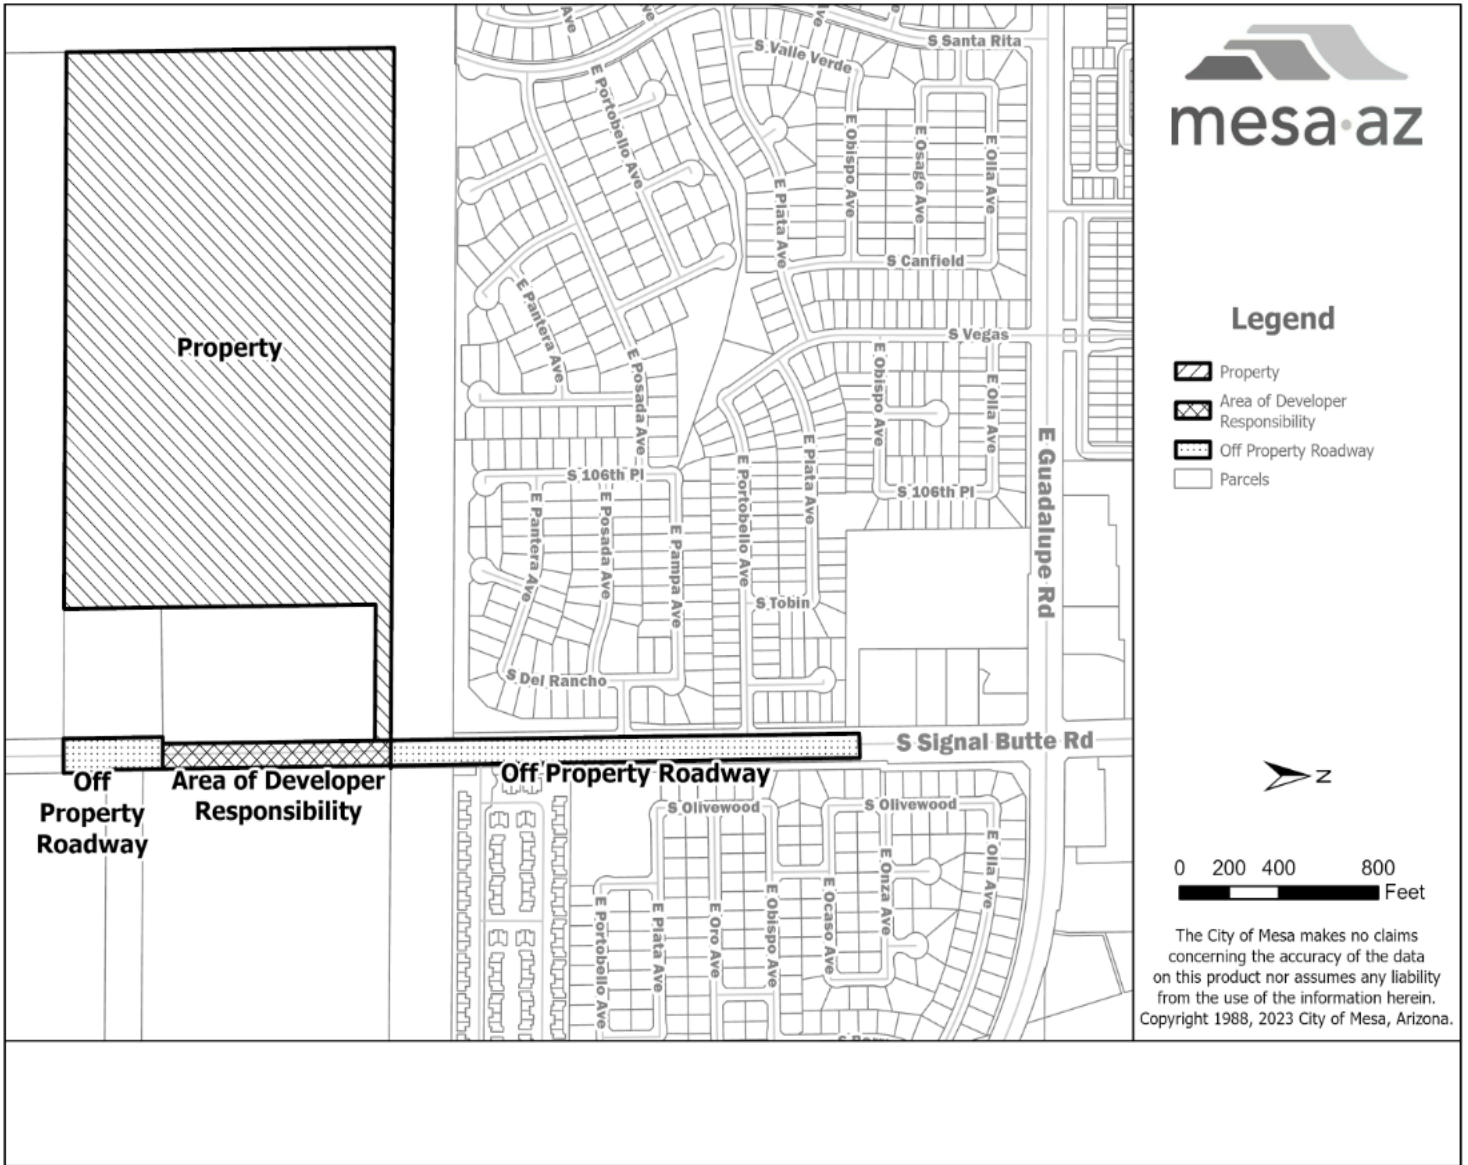 Ave
Ave
Ave
S Santa Rita
S Valle Verde
E Portobello Ave
E Obispo Ave
E Osage Ave
E Olla Ave
E Plata Ave
S Canfield
E Pantera Ave
S Vegas
E Posada Ave
E Obispo Ave
E Olla Ave
E Portobello Ave
E Plata Ave
S 106th Pl
S 106th Pl
E Pantera Ave
E Posada Ave
E Pampa Ave
E Guadalupe Rd
S Tobin
S Del Rancho
S Signal Butte Rd
Property
Off
Property
Roadway
Area of Developer
Responsibility
Off Property Roadway
S Olivewood
S Olivewood
E Portobello Ave
E Plata Ave
E Oro Ave
E Obispo Ave
E Ocaso Ave
E Onza Ave
E Olla Ave
mesa·az
Legend
Property
Area of Developer
Responsibility
Off Property Roadway
Parcels
N
0 200 400 800
Feet
The City of Mesa makes no claims
concerning the accuracy of the data
on this product nor assumes any liability
from the use of the information herein.
Copyright 1988, 2023 City of Mesa, Arizona.